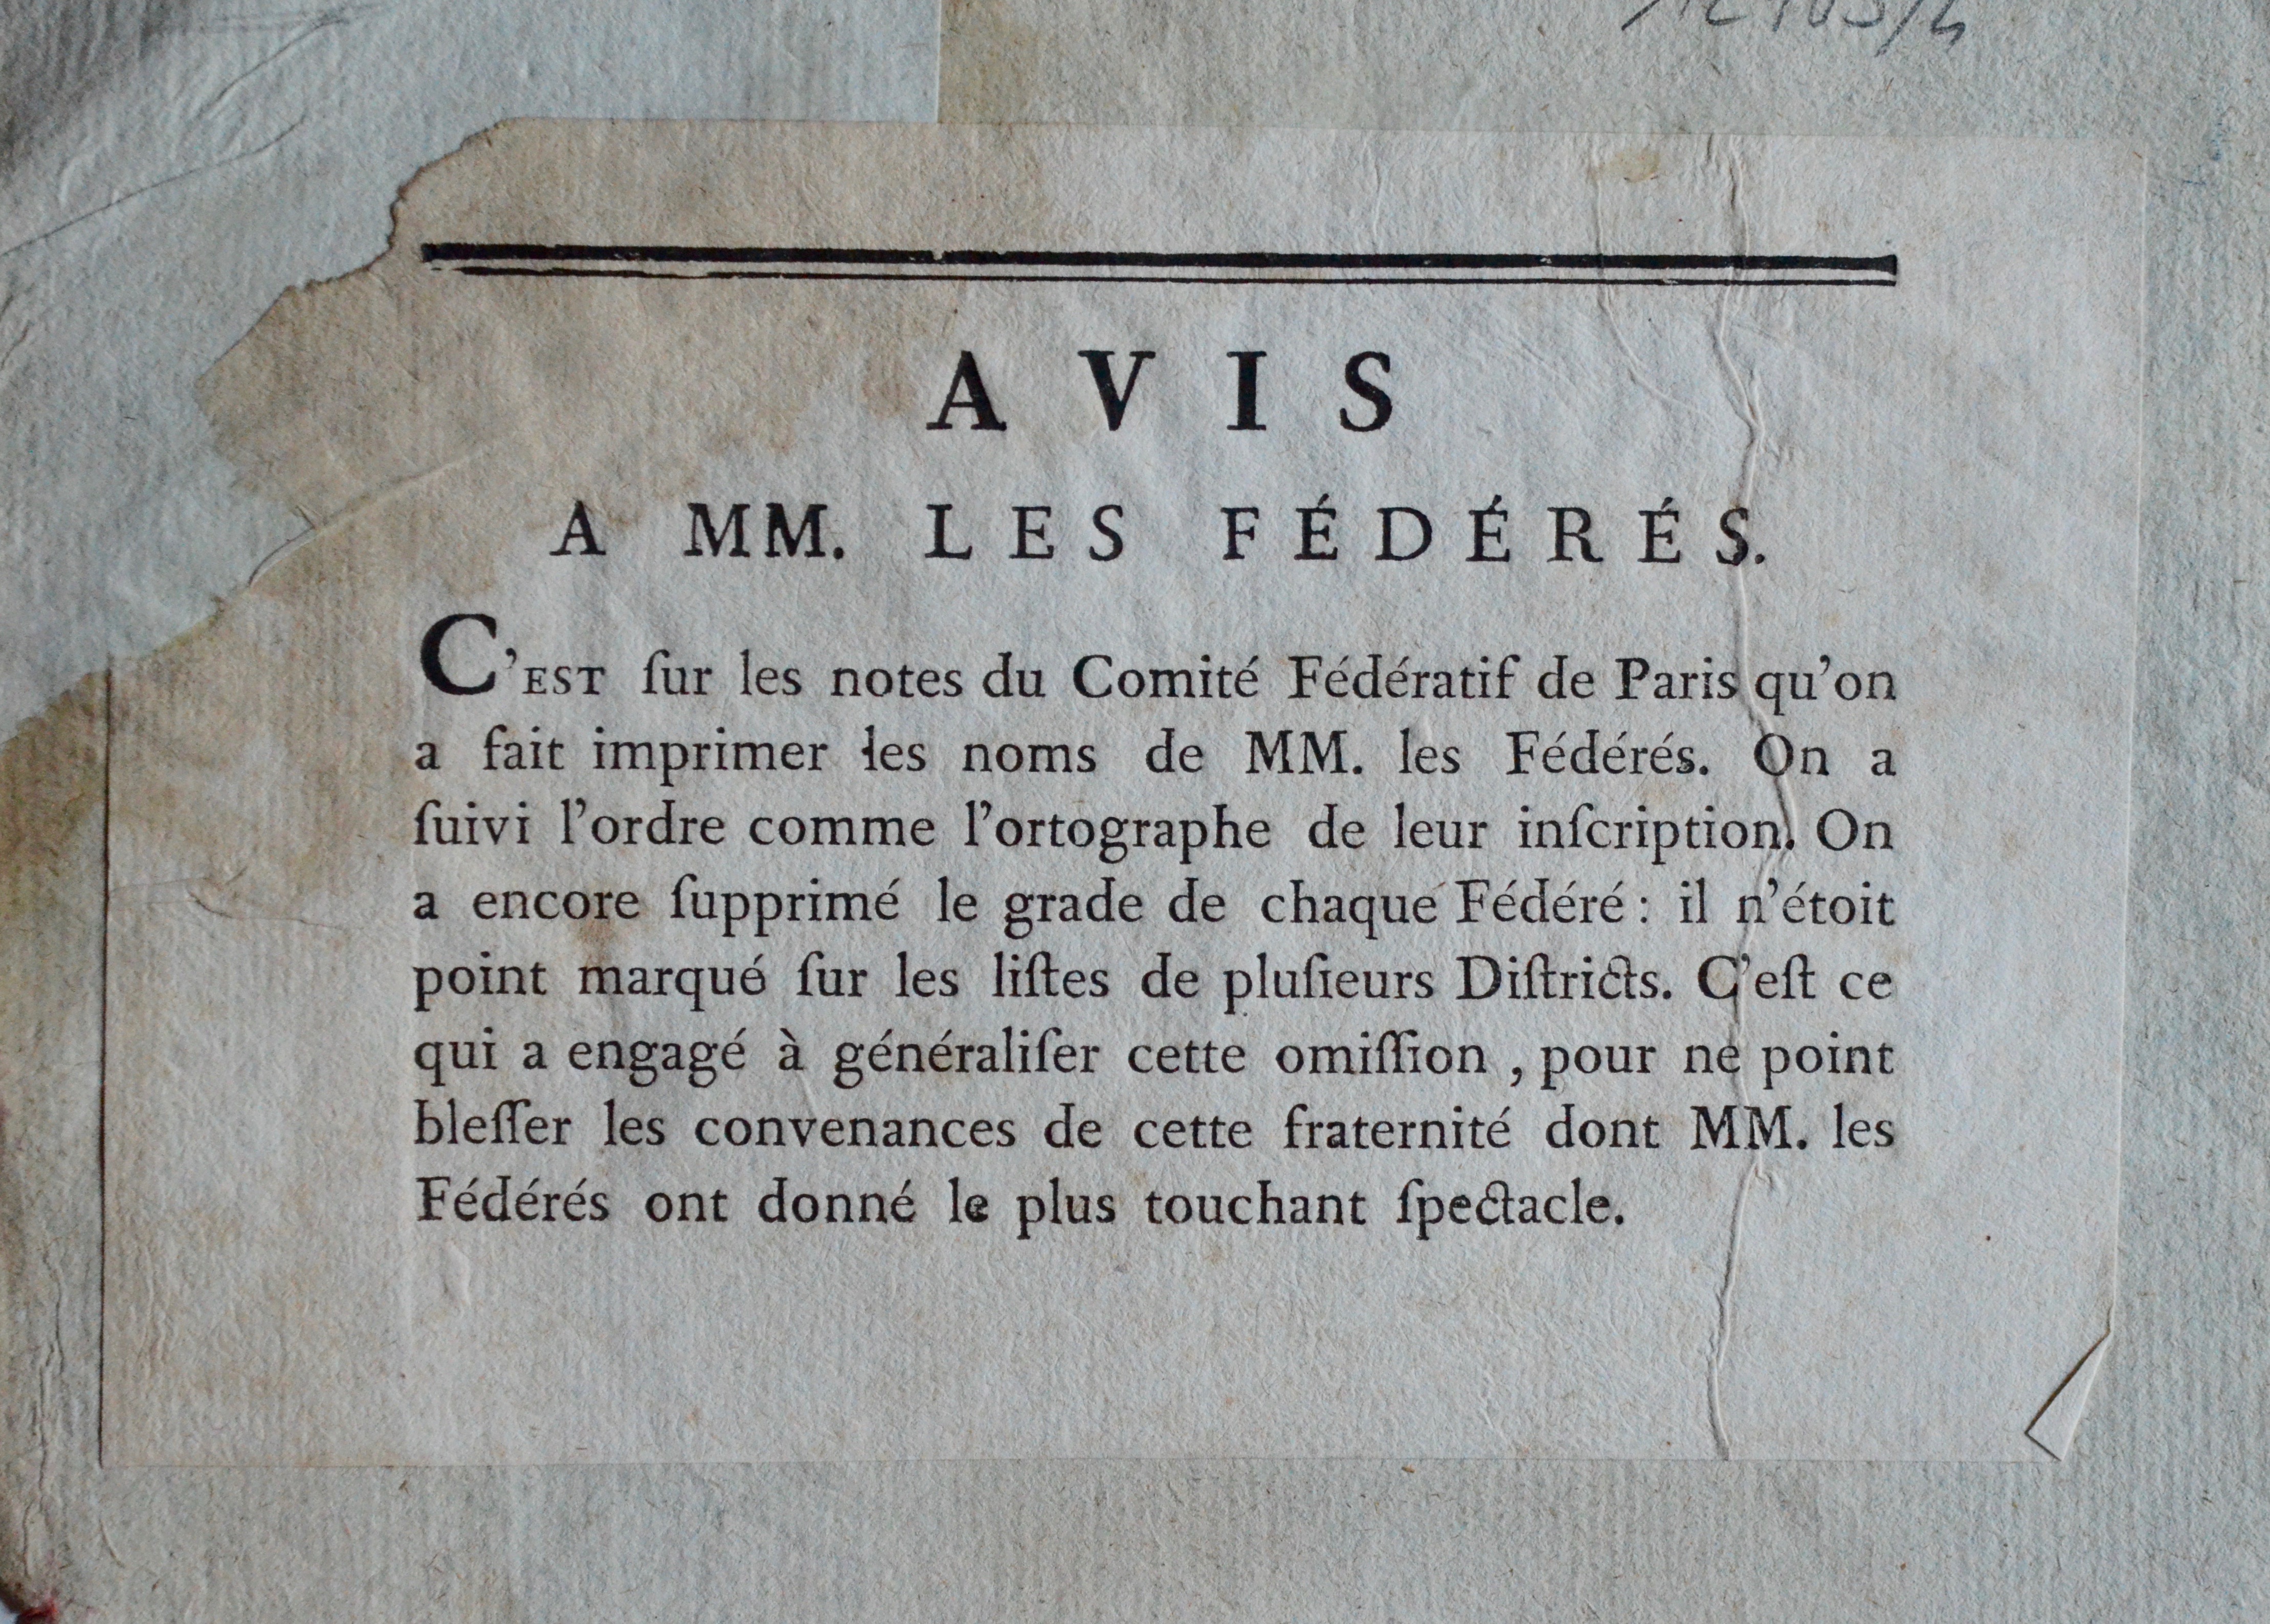 AVIS
A MM. LES FÉDÉRÉS.
C'EST ſur les notes du Comité Fédératif de Paris qu'on
a fait imprimer les noms de MM. les Fédérés. On a
ſuivi l'ordre comme l'ortographe de leur inſcription. On
a encore ſupprimé le grade de chaque Fédéré : il n'étoit
point marqué ſur les liſtes de pluſieurs Diſtricts. C'eſt ce
qui a engagé à généraliſer cette omiſſion , pour ne point
bleſſer les convenances de cette fraternité dont MM. les
Fédérés ont donné le plus touchant ſpectacle.